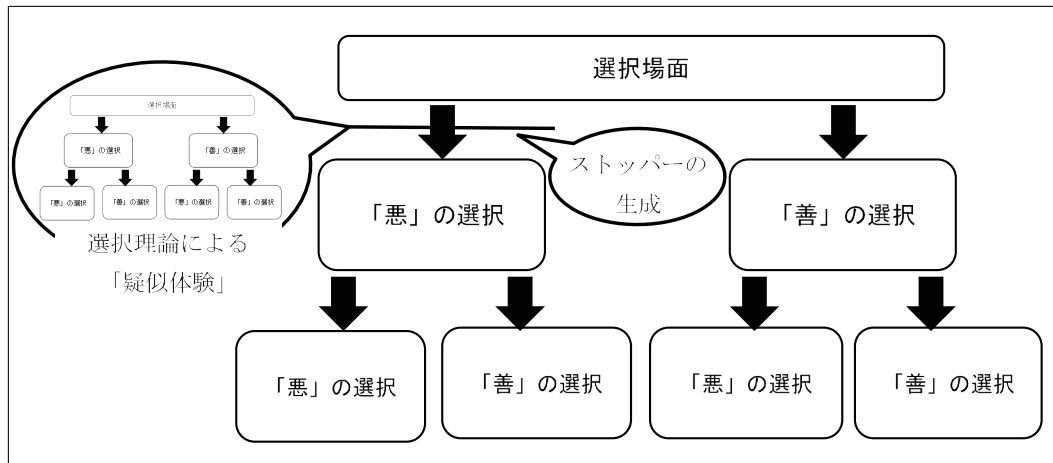 選択場面
選択場面
「悪」の選択
「善」の選択
「悪」の選択
「善」の選択
「悪」の選択
「善」の選択
選択理論による
「疑似体験」
ストッパーの
生成
「悪」の選択
「善」の選択
「悪」の選択
「善」の選択
「悪」の選択
「善」の選択